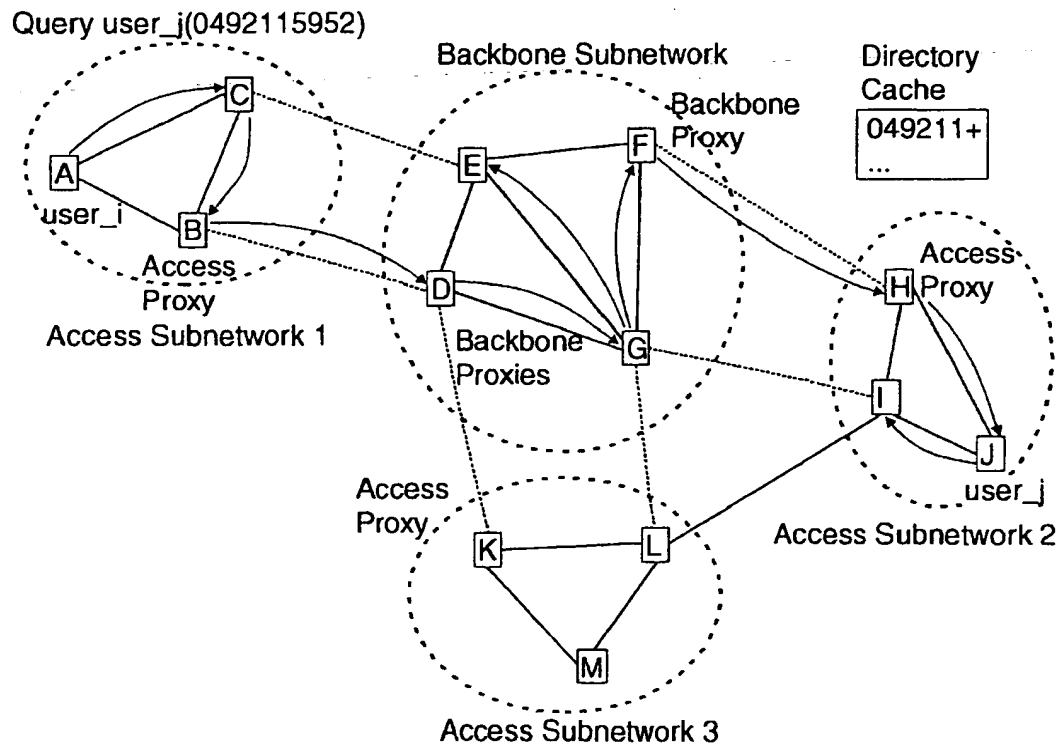 Query user_j(0492115952)
Backbone Subnetwork
Directory
Cache
049211+
...
C
Backbone
Proxy
F
E
A
user_i
B
Access
Proxy
Access Subnetwork 1
D
Backbone
Proxies
G
Access
Proxy
H
I
J
user_j
Access Subnetwork 2
Access
Proxy
K
L
M
Access Subnetwork 3